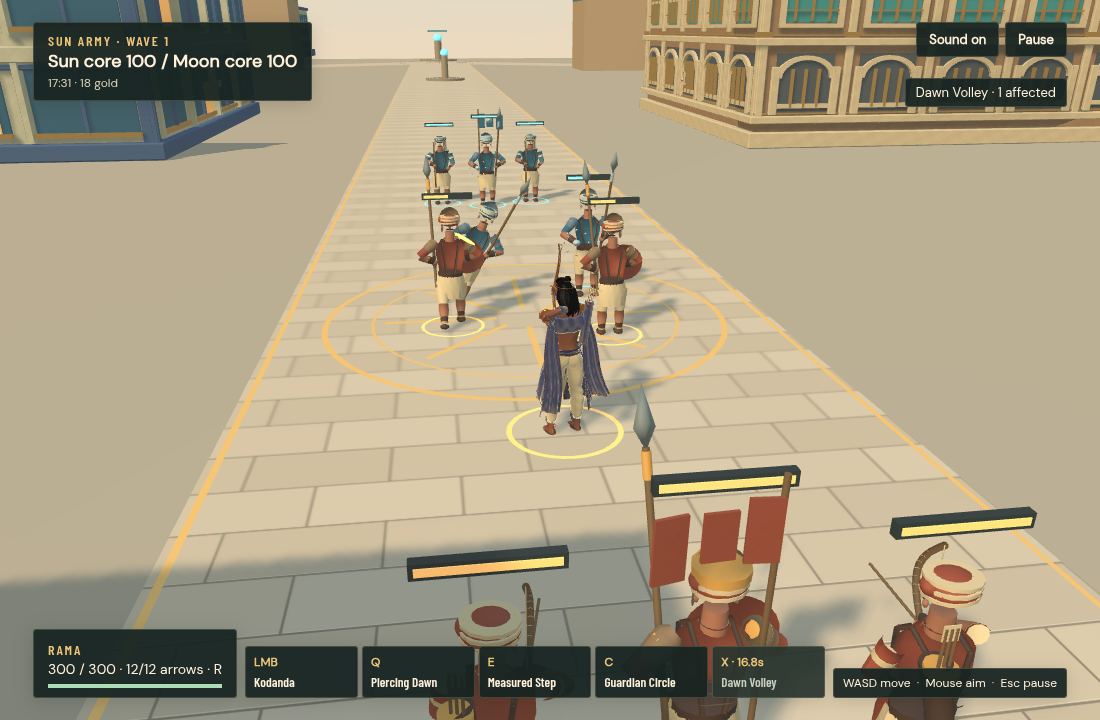 SUN ARMY · WAVE 1
Sun core 100 / Moon core 100
17:31 · 18 gold
Sound on
Pause
Dawn Volley · 1 affected
RAMA
300 / 300 · 12/12 arrows · R
LMB
Kodanda
Q
Piercing Dawn
E
Measured Step
C
Guardian Circle
X · 16.8s
Dawn Volley
WASD move · Mouse aim · Esc pause